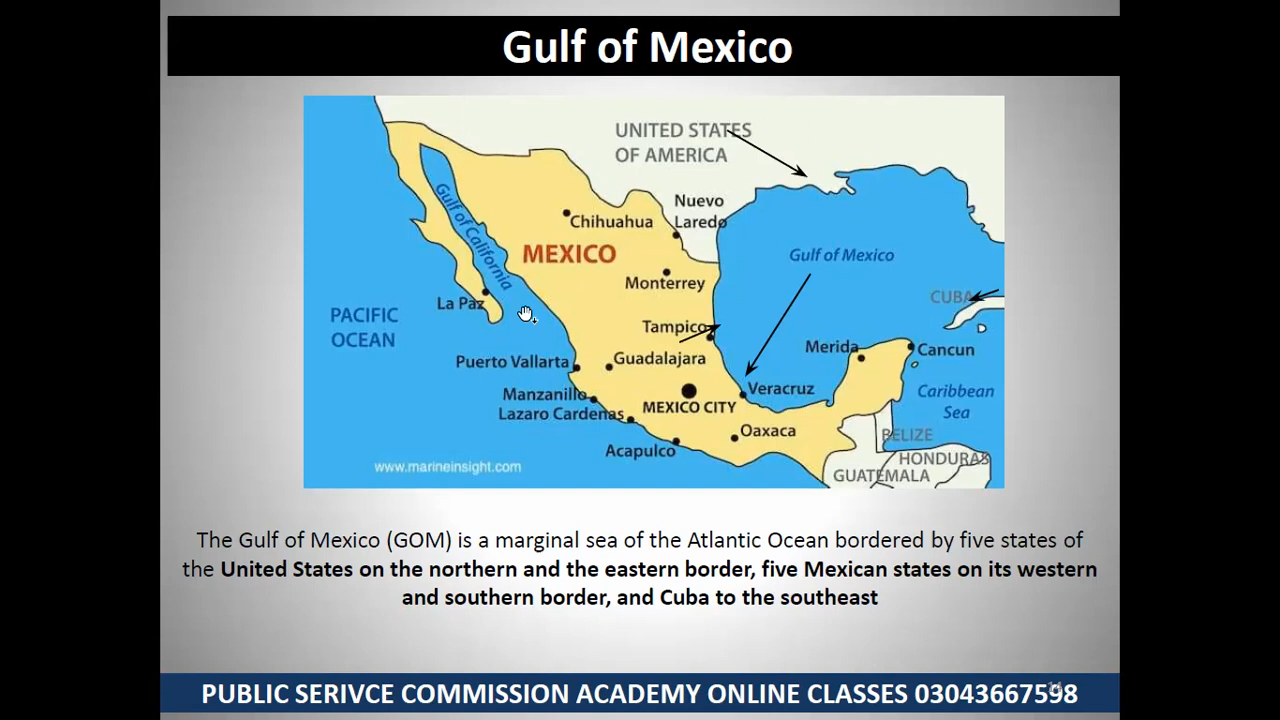 Gulf of Mexico
UNITED STATES
OF AMERICA
Nuevo
Laredo
Chihuahua
Gulf of California
MEXICO
Gulf of Mexico
Monterrey
CUBA
La Paz
PACIFIC
OCEAN
Tampico
Merida
Cancun
Puerto Vallarta
Guadalajara
Veracruz
Caribbean
Sea
Manzanillo
MEXICO CITY
Lazaro Cardenas
Oaxaca
BELIZE
Acapulco
HONDURAS
GUATEMALA
www.marineinsight.com
The Gulf of Mexico (GOM) is a marginal sea of the Atlantic Ocean bordered by five states of
the United States on the northern and the eastern border, five Mexican states on its western
and southern border, and Cuba to the southeast
PUBLIC SERIVCE COMMISSION ACADEMY ONLINE CLASSES 03043667598
14